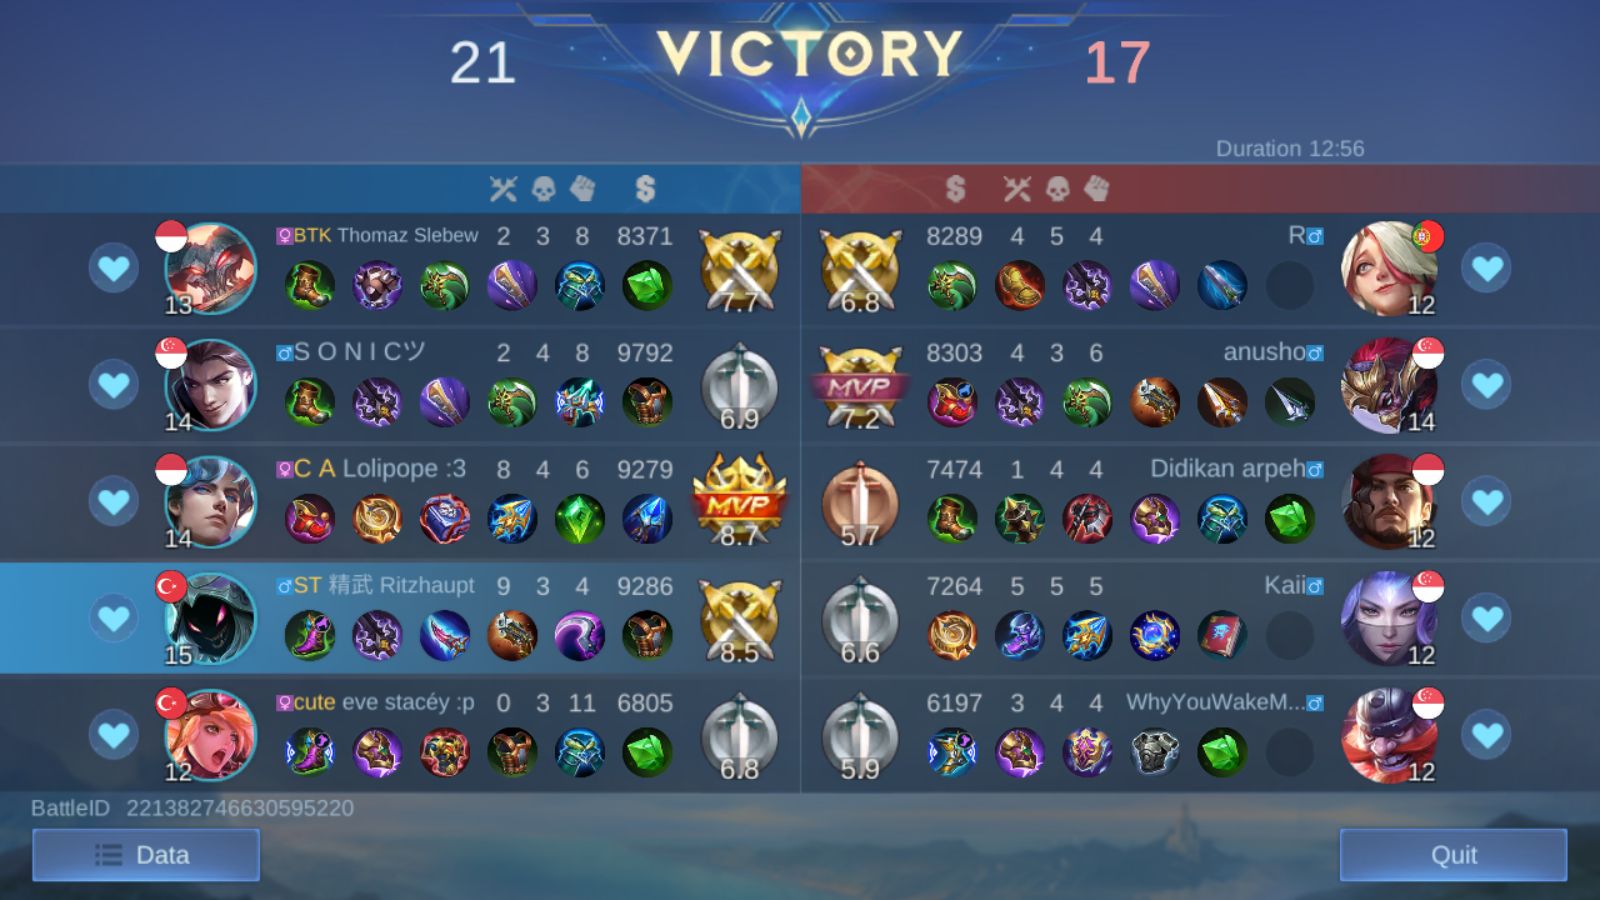 21 VICTORY 17
Duration 12:56
BTK Thomaz Slebew 2 3 8 8371
13 7.7
8289 4 5 4 R
6.8 12
S O N I Cツ 2 4 8 9792
14 6.9
8303 4 3 6 anusho
MVP 7.2 14
C A Lolipope :3 8 4 6 9279
14 MVP 8.7
7474 1 4 4 Didikan arpeh
5.7 12
ST 精武 Ritzhaupt 9 3 4 9286
15 8.5
7264 5 5 5 Kaii
6.6 12
cute eve stacéy :p 0 3 11 6805
12 6.8
6197 3 4 4 WhyYouWakeM...
5.9 12
BattleID 221382746630595220
Data
Quit